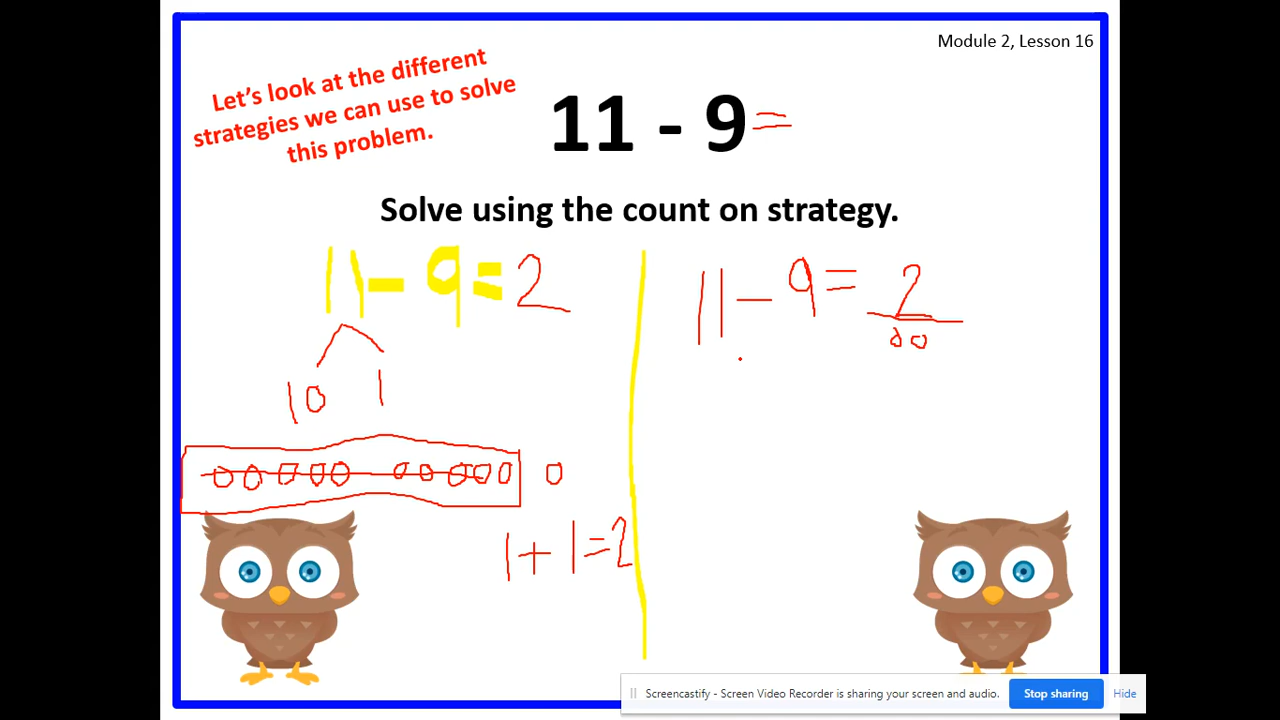 Module 2, Lesson 16
Let's look at the different
strategies we can use to solve
this problem.
11 - 9 =
Solve using the count on strategy.
11 - 9 = 2
10 1
1 + 1 = 2
11 - 9 = 2
Screencastify - Screen Video Recorder is sharing your screen and audio.
Stop sharing
Hide